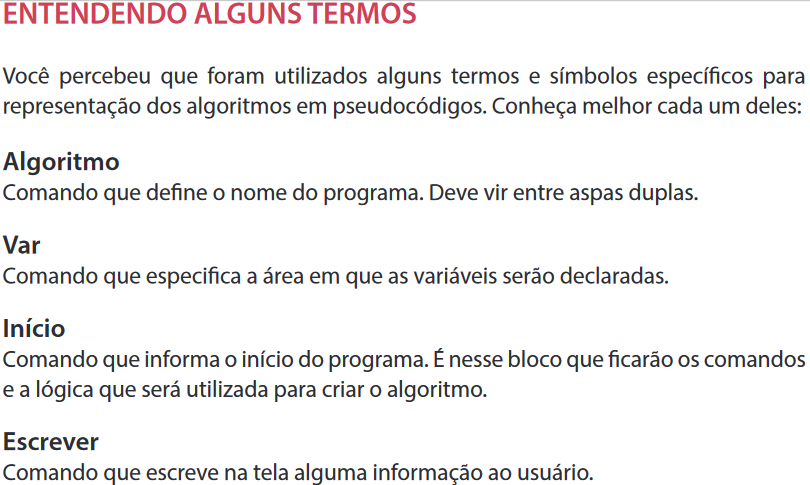 ENTENDENDO ALGUNS TERMOS
Você percebeu que foram utilizados alguns termos e símbolos específicos para
representação dos algoritmos em pseudocódigos. Conheça melhor cada um deles:
Algoritmo
Comando que define o nome do programa. Deve vir entre aspas duplas.
Var
Comando que especifica a área em que as variáveis serão declaradas.
Início
Comando que informa o início do programa. É nesse bloco que ficarão os comandos
e a lógica que será utilizada para criar o algoritmo.
Escrever
Comando que escreve na tela alguma informação ao usuário.